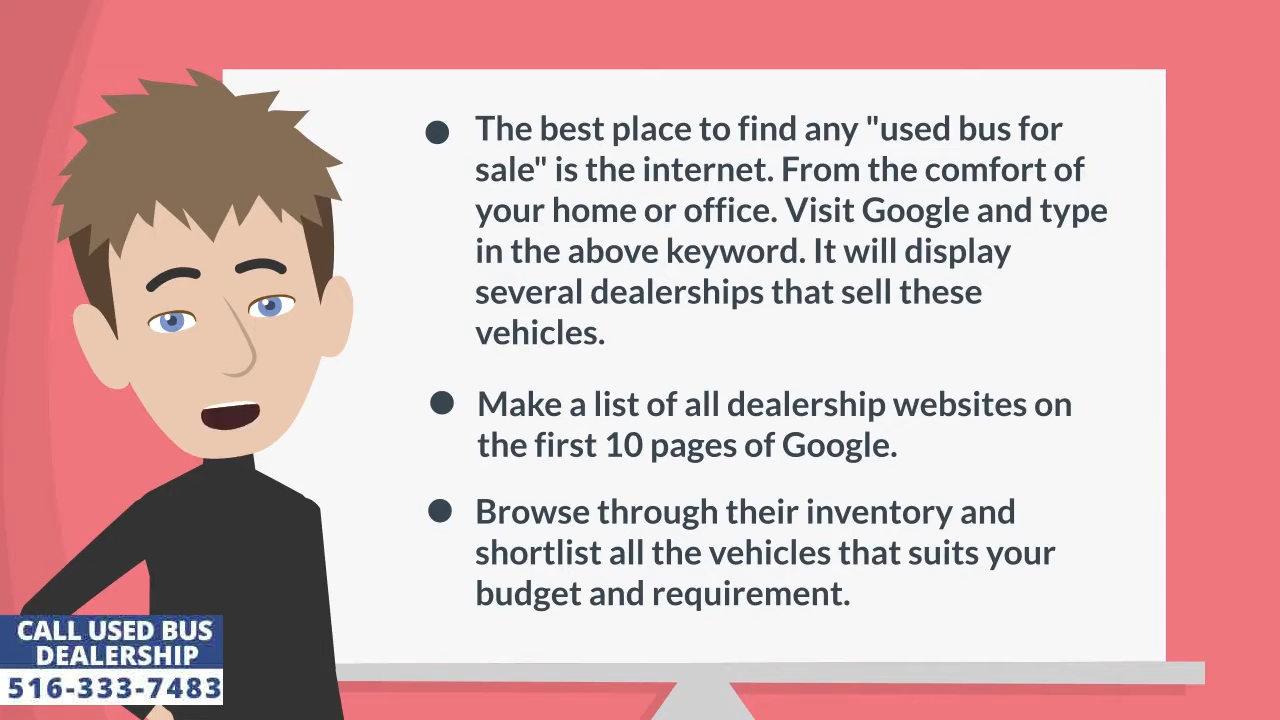 The best place to find any "used bus for
sale" is the internet. From the comfort of
your home or office. Visit Google and type
in the above keyword. It will display
several dealerships that sell these
vehicles.
Make a list of all dealership websites on
the first 10 pages of Google.
Browse through their inventory and
shortlist all the vehicles that suits your
budget and requirement.
CALL USED BUS
DEALERSHIP
516-333-7483